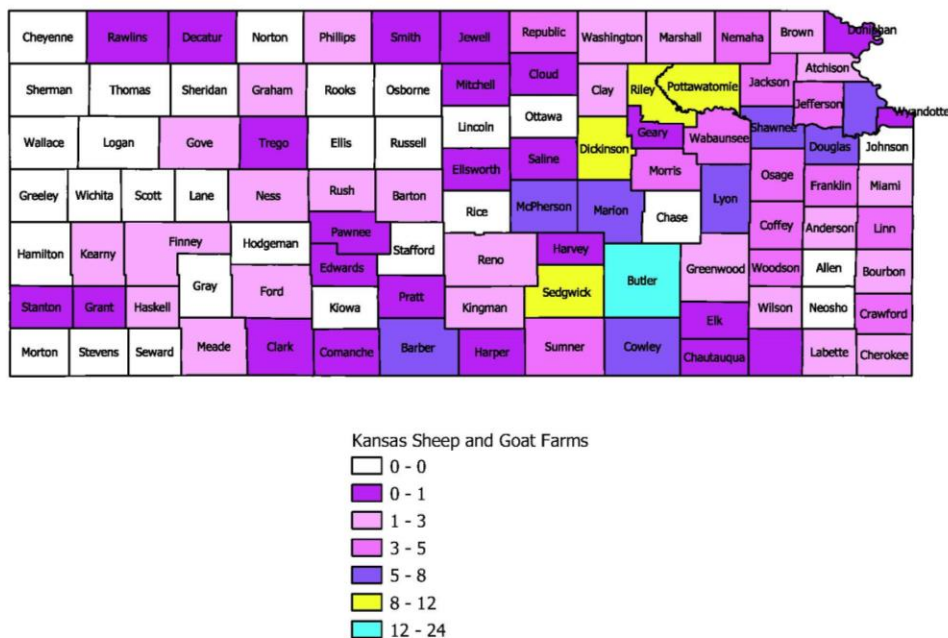 Cheyenne Rawlins Decatur Norton Phillips Smith Jewell Republic Washington Marshall Nemaha Brown Doniphan
Sherman Thomas Sheridan Graham Rooks Osborne Mitchell Cloud Clay Riley Pottawatomie Jackson Atchison
Jefferson Wyandotte
Lincoln Ottawa Geary Wabaunsee Shawnee
Wallace Logan Gove Trego Ellis Russell Dickinson Douglas Johnson
Ellsworth Saline Morris Osage Franklin Miami
Greeley Wichita Scott Lane Ness Rush Barton Rice McPherson Marion Chase Lyon
Coffey Anderson Linn
Hamilton Kearny Finney Hodgeman Pawnee Stafford Reno Harvey
Edwards Greenwood Woodson Allen Bourbon
Gray Ford Sedgwick Butler
Stanton Grant Haskell Kiowa Pratt Kingman Elk Wilson Neosho Crawford
Morton Stevens Seward Meade Clark Comanche Barber Harper Sumner Cowley Chautauqua Labette Cherokee
Kansas Sheep and Goat Farms
0 - 0
0 - 1
1 - 3
3 - 5
5 - 8
8 - 12
12 - 24